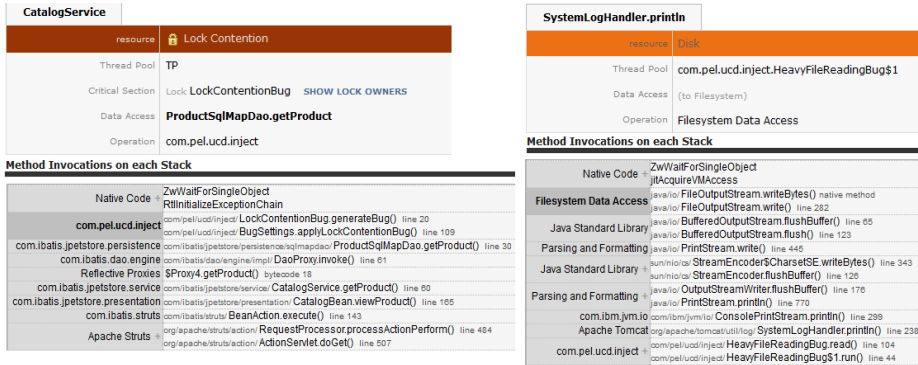 CatalogService
resource Lock Contention
Thread Pool TP
Critical Section Lock LockContentionBug SHOW LOCK OWNERS
Data Access ProductSqlMapDao.getProduct
Operation com.pel.ucd.inject
Method Invocations on each Stack
Native Code + ZwWaitForSingleObject
RtlInitializeExceptionChain
com.pel.ucd.inject com/pel/ucd/inject/ LockContentionBug.generateBug() line 20
com/pel/ucd/inject/ BugSettings.applyLockContentionBug() line 109
com.ibatis.jpetstore.persistence com/ibatis/jpetstore/persistence/sqlmapdao/ ProductSqlMapDao.getProduct() line 30
com.ibatis.dao.engine com/ibatis/dao/engine/impl/ DaoProxy.invoke() line 61
Reflective Proxies $Proxy4.getProduct() bytecode 18
com.ibatis.jpetstore.service com/ibatis/jpetstore/service/ CatalogService.getProduct() line 60
com.ibatis.jpetstore.presentation com/ibatis/jpetstore/presentation/ CatalogBean.viewProduct() line 165
com.ibatis.struts com/ibatis/struts/ BeanAction.execute() line 143
Apache Struts + org/apache/struts/action/ RequestProcessor.processActionPerform() line 484
org/apache/struts/action/ ActionServlet.doGet() line 507
SystemLogHandler.println
resource Disk
Thread Pool com.pel.ucd.inject.HeavyFileReadingBug$1
Data Access (to Filesystem)
Operation Filesystem Data Access
Method Invocations on each Stack
Native Code + ZwWaitForSingleObject
jitAcquireVMAccess
Filesystem Data Access java/io/ FileOutputStream.writeBytes() native method
java/io/ FileOutputStream.write() line 282
Java Standard Library java/io/ BufferedOutputStream.flushBuffer() line 65
java/io/ BufferedOutputStream.flush() line 123
Parsing and Formatting java/io/ PrintStream.write() line 445
Java Standard Library + sun/nio/cs/ StreamEncoder$CharsetSE.writeBytes() line 343
sun/nio/cs/ StreamEncoder.flushBuffer() line 126
Parsing and Formatting + java/io/ OutputStreamWriter.flushBuffer() line 176
java/io/ PrintStream.println() line 770
com.ibm.jvm.io com/ibm/jvm/io/ ConsolePrintStream.println() line 299
Apache Tomcat org/apache/tomcat/util/log/ SystemLogHandler.println() line 238
com.pel.ucd.inject + com/pel/ucd/inject/ HeavyFileReadingBug.read() line 104
com/pel/ucd/inject/ HeavyFileReadingBug$1.run() line 44